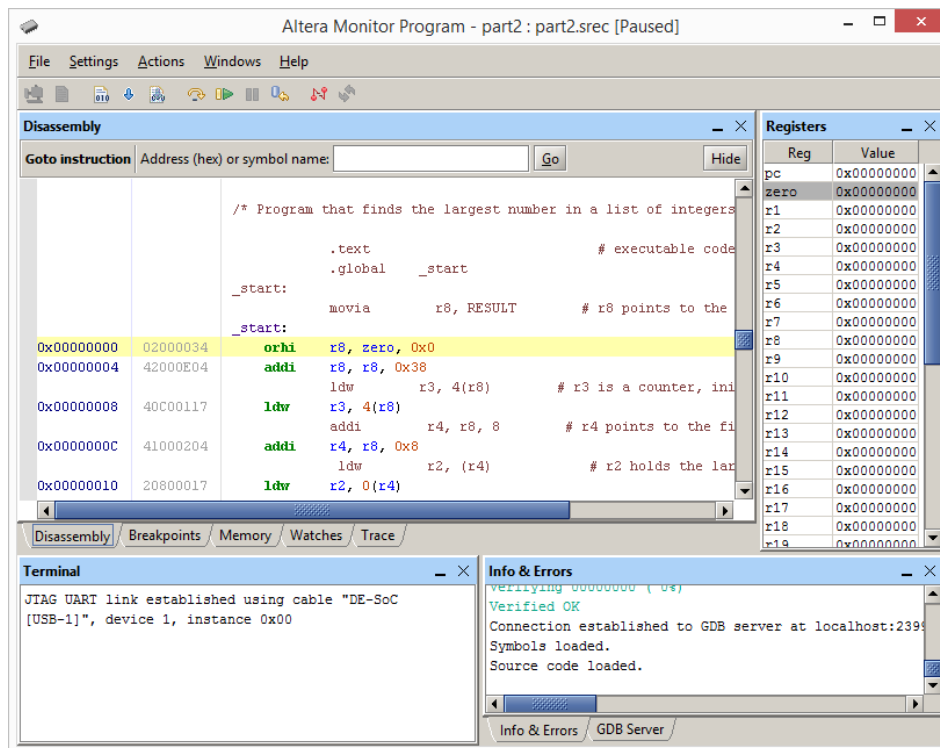 Altera Monitor Program - part2 : part2.srec [Paused]
File Settings Actions Windows Help
Disassembly
Goto instruction Address (hex) or symbol name: Go Hide
/* Program that finds the largest number in a list of integers
.text # executable code
.global _start
_start:
movia r8, RESULT # r8 points to the
_start:
0x00000000 02000034 orhi r8, zero, 0x0
0x00000004 42000E04 addi r8, r8, 0x38
ldw r3, 4(r8) # r3 is a counter, ini
0x00000008 40C00117 ldw r3, 4(r8)
addi r4, r8, 8 # r4 points to the fi
0x0000000C 41000204 addi r4, r8, 0x8
ldw r2, (r4) # r2 holds the lar
0x00000010 20800017 ldw r2, 0(r4)
Disassembly Breakpoints Memory Watches Trace
Registers
Reg Value
pc 0x00000000
zero 0x00000000
r1 0x00000000
r2 0x00000000
r3 0x00000000
r4 0x00000000
r5 0x00000000
r6 0x00000000
r7 0x00000000
r8 0x00000000
r9 0x00000000
r10 0x00000000
r11 0x00000000
r12 0x00000000
r13 0x00000000
r14 0x00000000
r15 0x00000000
r16 0x00000000
r17 0x00000000
r18 0x00000000
r19 0x00000000
Terminal
JTAG UART link established using cable "DE-SoC
[USB-1]", device 1, instance 0x00
Info & Errors
Verifying 00000000 ( 0%)
Verified OK
Connection established to GDB server at localhost:2399
Symbols loaded.
Source code loaded.
Info & Errors GDB Server